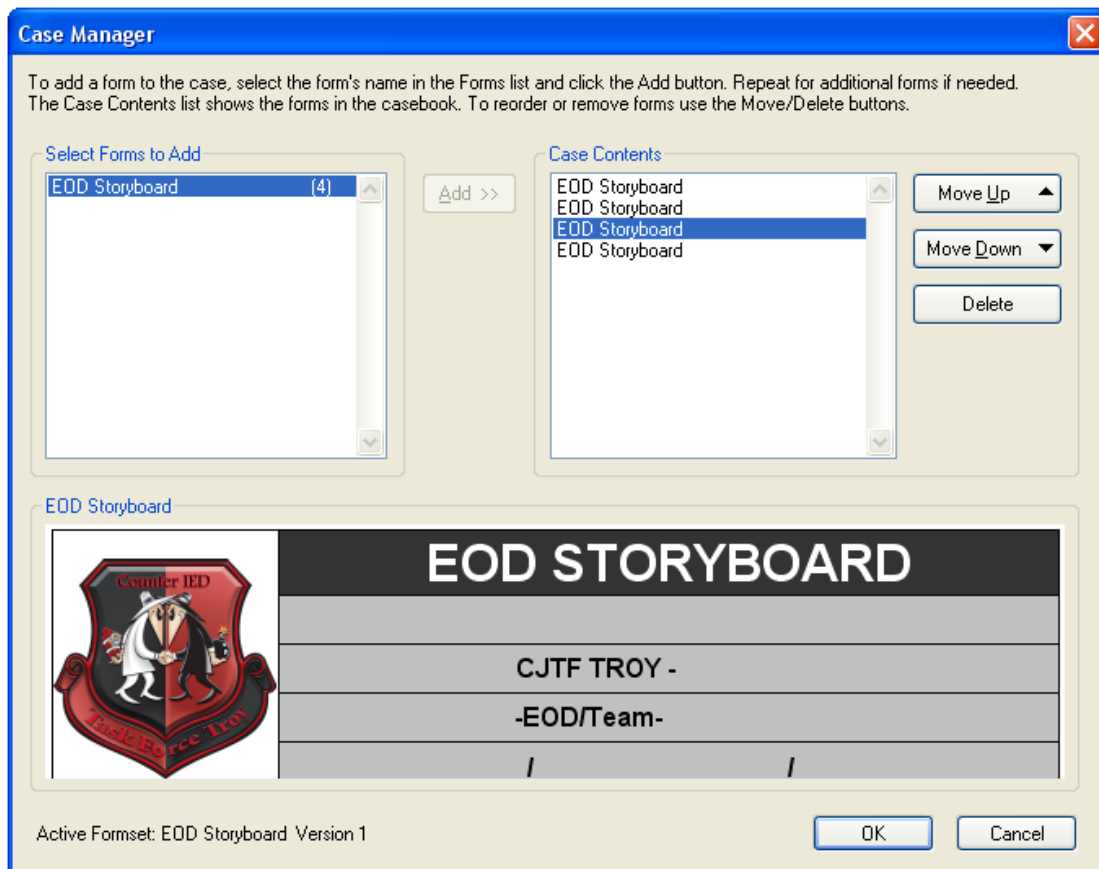 Case Manager
To add a form to the case, select the form's name in the Forms list and click the Add button. Repeat for additional forms if needed.
The Case Contents list shows the forms in the casebook. To reorder or remove forms use the Move/Delete buttons.
Select Forms to Add
EOD Storyboard (4)
Add >>
Case Contents
EOD Storyboard
EOD Storyboard
EOD Storyboard
EOD Storyboard
Move Up
Move Down
Delete
EOD Storyboard
Counter IED
Task Force Troy
EOD STORYBOARD
CJTF TROY -
-EOD/Team-
/ /
Active Formset: EOD Storyboard Version 1
OK
Cancel